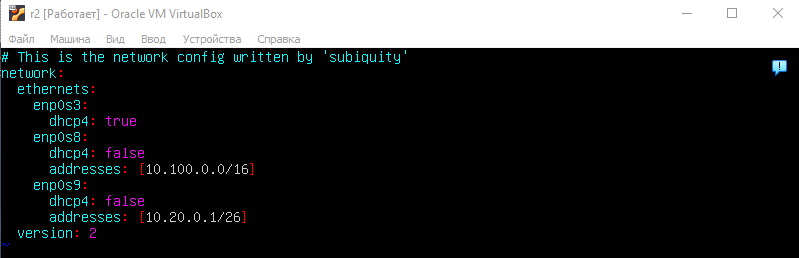 r2 [Работает] - Oracle VM VirtualBox
Файл Машина Вид Ввод Устройства Справка
# This is the network config written by 'subiquity'
network:
  ethernets:
    enp0s3:
      dhcp4: true
    enp0s8:
      dhcp4: false
      addresses: [10.100.0.0/16]
    enp0s9:
      dhcp4: false
      addresses: [10.20.0.1/26]
  version: 2
~